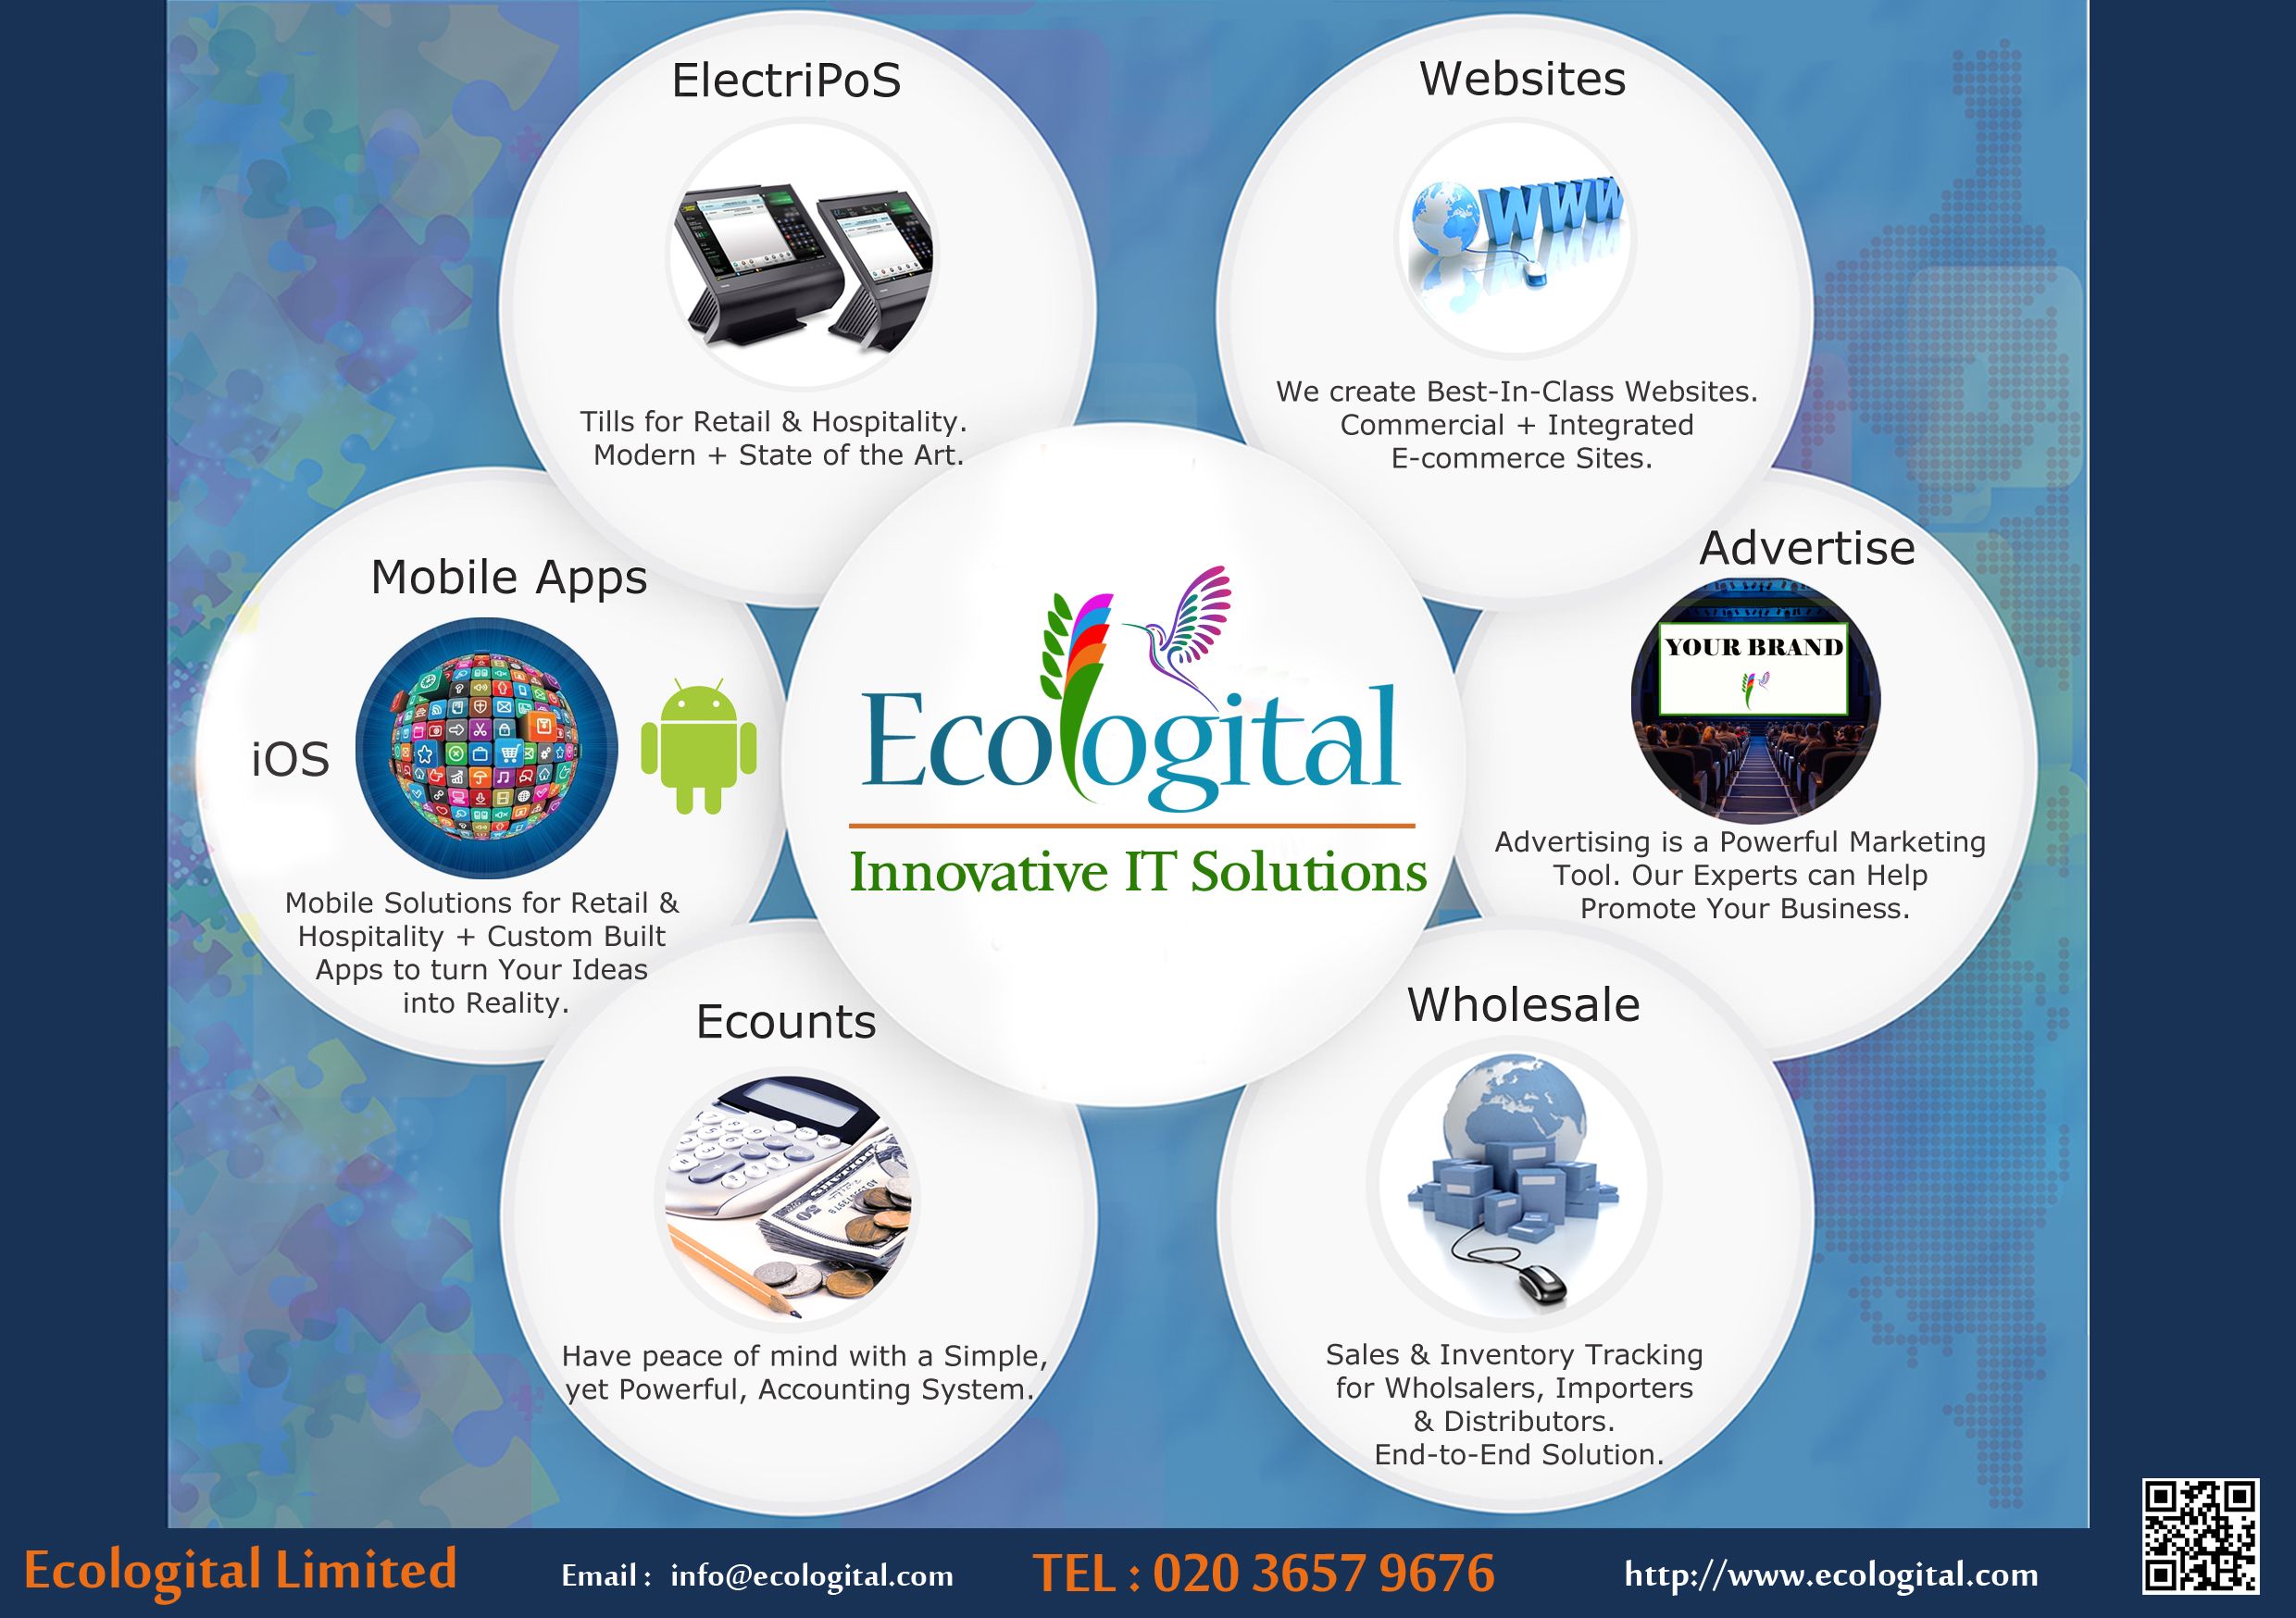 ElectriPoS
Tills for Retail & Hospitality.
Modern + State of the Art.
Websites
WWW
We create Best-In-Class Websites.
Commercial + Integrated
E-commerce Sites.
Mobile Apps
iOS
Mobile Solutions for Retail &
Hospitality + Custom Built
Apps to turn Your Ideas
into Reality.
Ecologital
Innovative IT Solutions
Advertise
YOUR BRAND
Advertising is a Powerful Marketing
Tool. Our Experts can Help
Promote Your Business.
Ecounts
Have peace of mind with a Simple,
yet Powerful, Accounting System.
Wholesale
Sales & Inventory Tracking
for Wholsalers, Importers
& Distributors.
End-to-End Solution.
Ecologital Limited
Email : info@ecologital.com
TEL : 020 3657 9676
http://www.ecologital.com